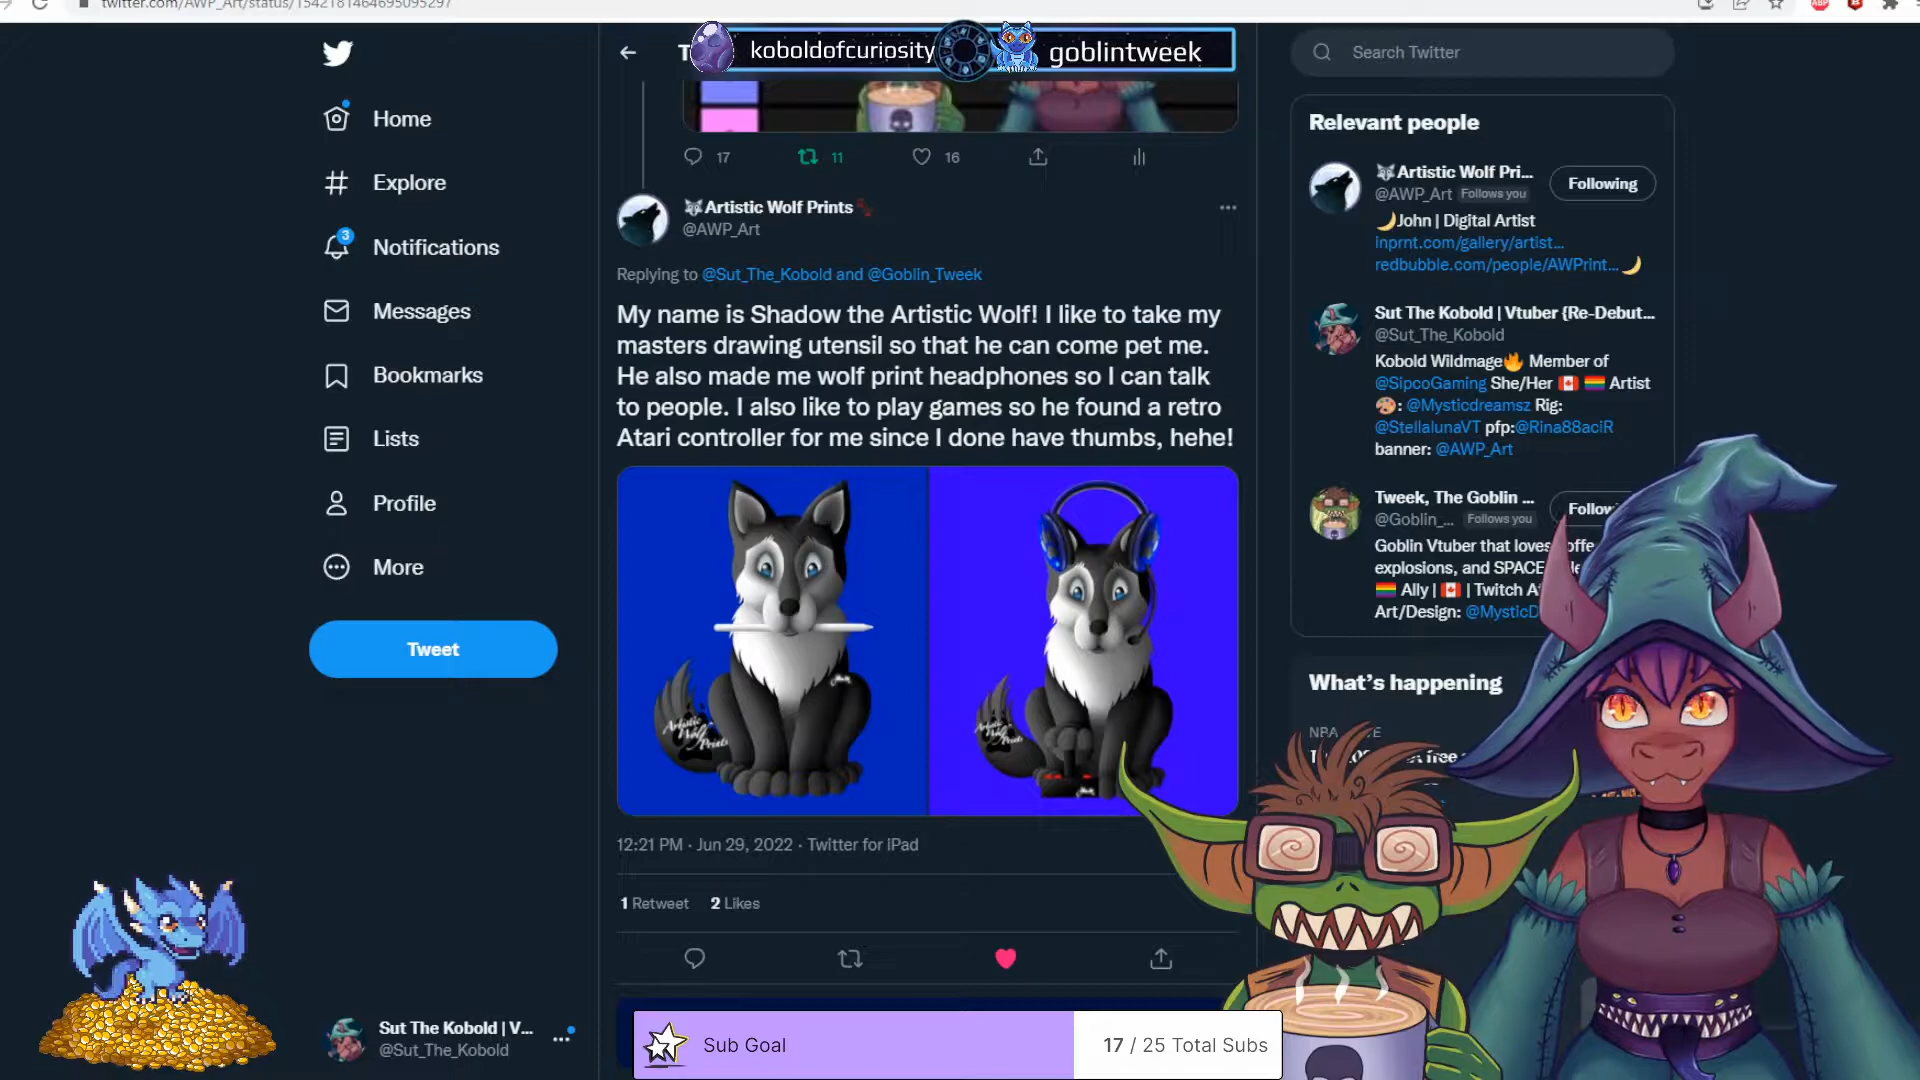 twitter.com/AWP_Art/status/1542181464695095297
koboldofcuriosity
goblintweek
Search Twitter
Home
Explore
3
Notifications
Messages
Bookmarks
Lists
Profile
More
Tweet
17
11
16
Artistic Wolf Prints
@AWP_Art
Replying to @Sut_The_Kobold and @Goblin_Tweek
My name is Shadow the Artistic Wolf! I like to take my
masters drawing utensil so that he can come pet me.
He also made me wolf print headphones so I can talk
to people. I also like to play games so he found a retro
Atari controller for me since I done have thumbs, hehe!
Artistic
Wolf
Prints
Artistic
Wolf
Prints
12:21 PM · Jun 29, 2022 · Twitter for iPad
1 Retweet 2 Likes
Relevant people
Artistic Wolf Pri...
@AWP_Art Follows you
Following
John | Digital Artist
inprnt.com/gallery/artist...
redbubble.com/people/AWPrint...
Sut The Kobold | Vtuber {Re-Debut...
@Sut_The_Kobold
Kobold Wildmage Member of
@SipcoGaming She/Her Artist
: @Mysticdreamsz Rig:
@StellalunaVT pfp:@Rina88aciR
banner: @AWP_Art
Tweek, The Goblin ...
@Goblin_... Follows you
Follow
Goblin Vtuber that loves
explosions, and SPACE
Ally | | Twitch A
Art/Design: @MysticD
What's happening
NBA
free
Sut The Kobold | V...
@Sut_The_Kobold
Sub Goal
17 / 25 Total Subs